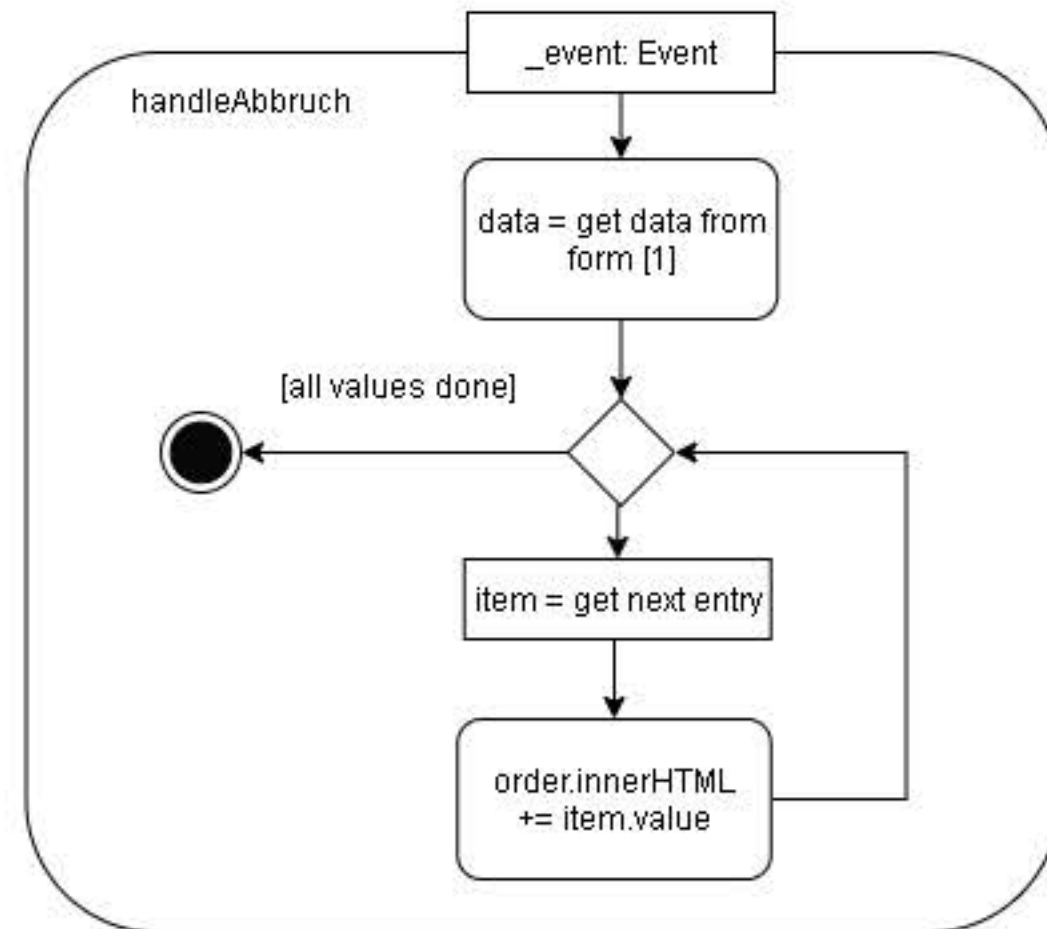 _event: Event
handleAbbruch
data = get data from
form [1]
[all values done]
item = get next entry
order.innerHTML
+= item.value